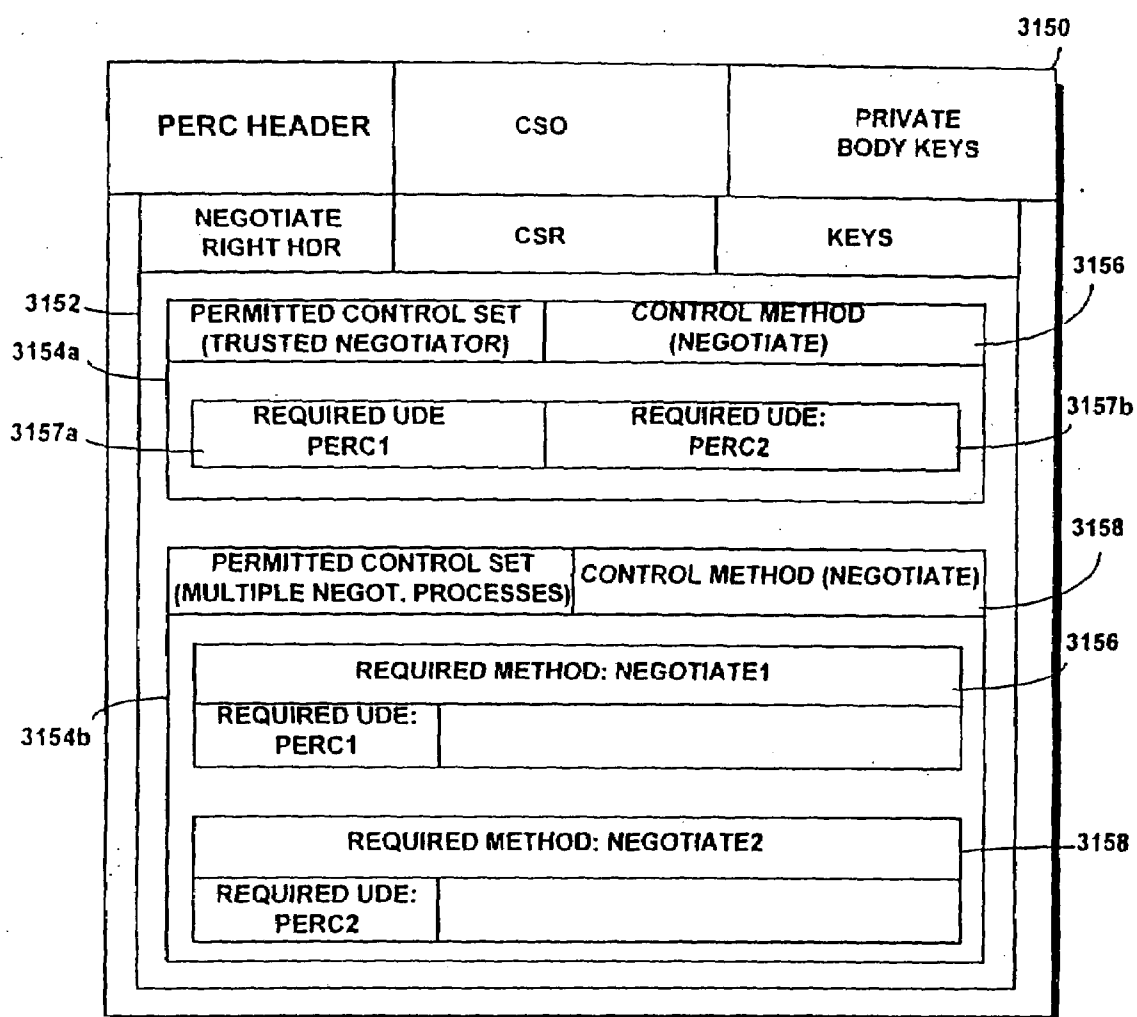 3150
PERC HEADER
CSO
PRIVATE
BODY KEYS
NEGOTIATE
RIGHT HDR
CSR
KEYS
3156
3152
PERMITTED CONTROL SET
(TRUSTED NEGOTIATOR)
CONTROL METHOD
(NEGOTIATE)
3154a
REQUIRED UDE
PERC1
REQUIRED UDE:
PERC2
3157b
3157a
3158
PERMITTED CONTROL SET
(MULTIPLE NEGOT. PROCESSES)
CONTROL METHOD (NEGOTIATE)
3156
REQUIRED METHOD: NEGOTIATE1
REQUIRED UDE:
PERC1
3154b
REQUIRED METHOD: NEGOTIATE2
3158
REQUIRED UDE:
PERC2